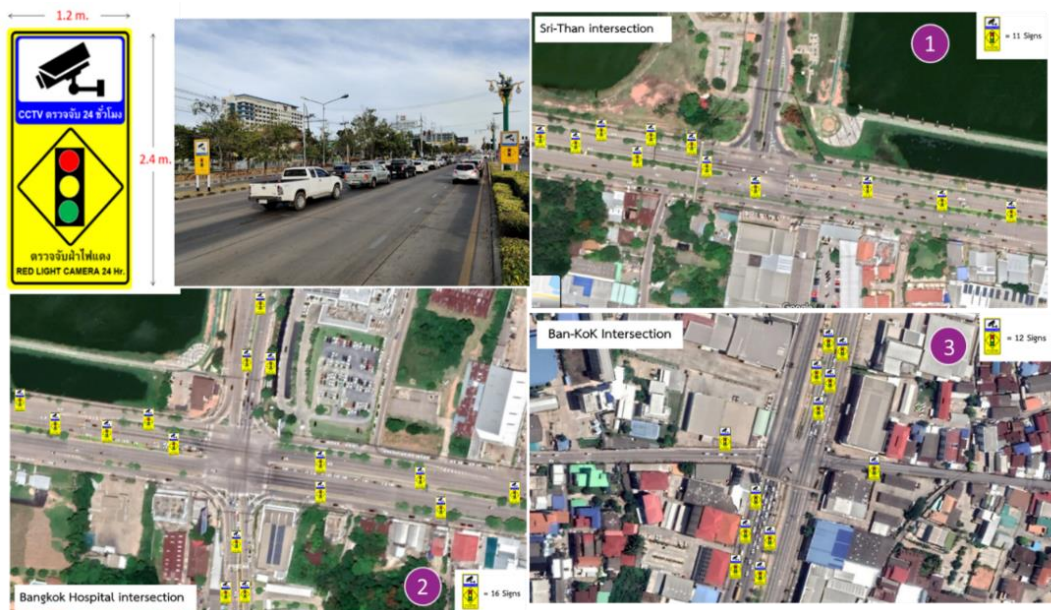 1.2 m.
2.4 m.
CCTV ตรวจจับ 24 ชั่วโมง
ตรวจจับฝ่าไฟแดง
RED LIGHT CAMERA 24 Hr.
Sri-Than intersection
1
= 11 Signs
Bangkok Hospital intersection
2
= 16 Signs
Ban-KoK Intersection
3
= 12 Signs